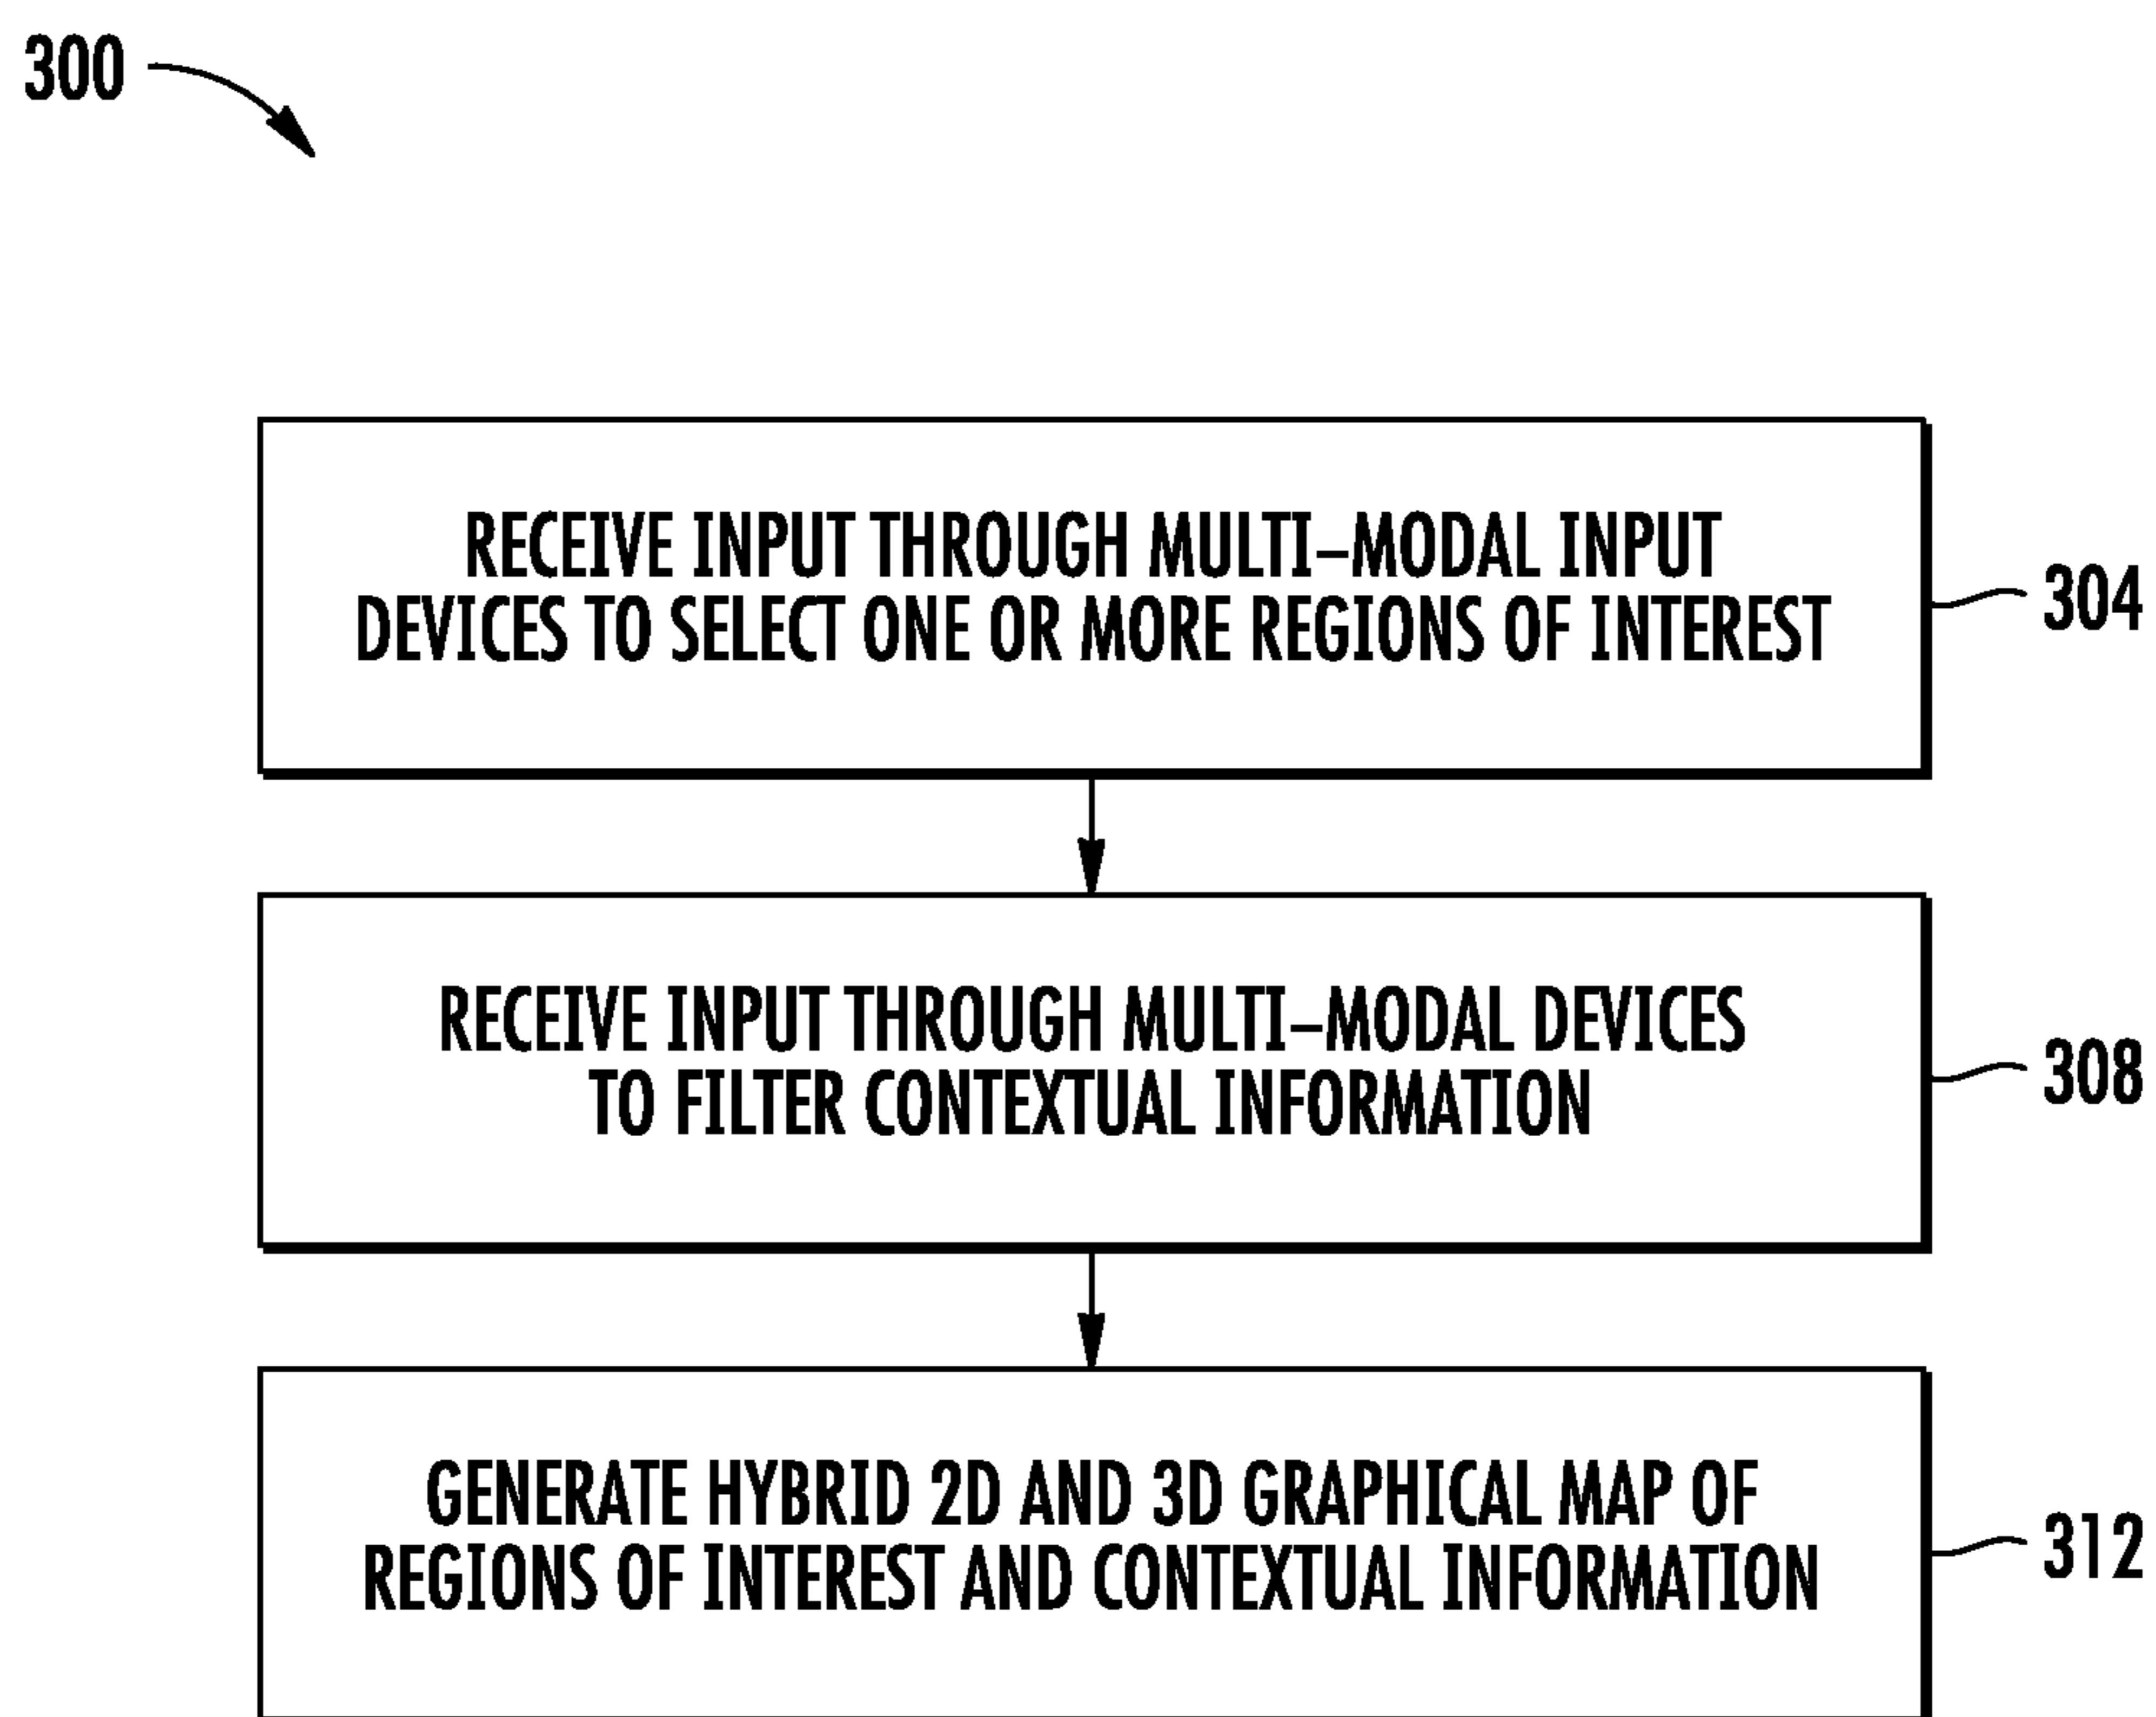 300
RECEIVE INPUT THROUGH MULTI–MODAL INPUT
DEVICES TO SELECT ONE OR MORE REGIONS OF INTEREST
304
RECEIVE INPUT THROUGH MULTI–MODAL DEVICES
TO FILTER CONTEXTUAL INFORMATION
308
GENERATE HYBRID 2D AND 3D GRAPHICAL MAP OF
REGIONS OF INTEREST AND CONTEXTUAL INFORMATION
312